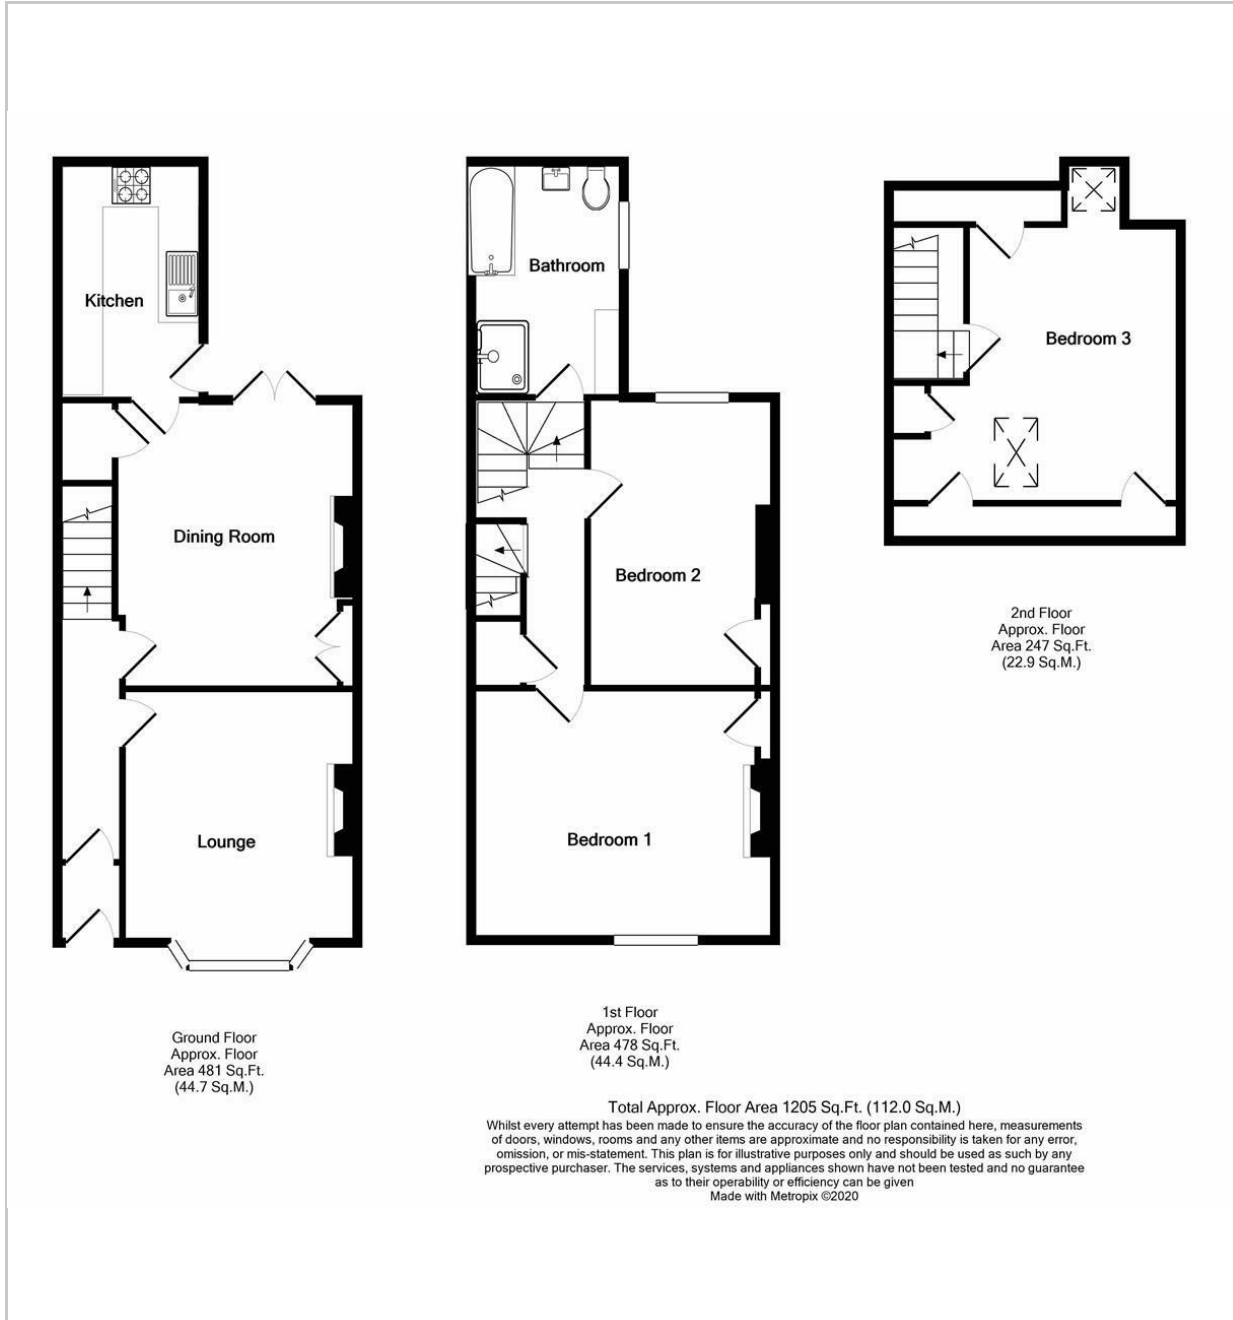 Kitchen
Dining Room
Lounge
Ground Floor
Approx. Floor
Area 481 Sq.Ft.
(44.7 Sq.M.)
Bathroom
Bedroom 2
Bedroom 1
1st Floor
Approx. Floor
Area 478 Sq.Ft.
(44.4 Sq.M.)
Bedroom 3
2nd Floor
Approx. Floor
Area 247 Sq.Ft.
(22.9 Sq.M.)
Total Approx. Floor Area 1205 Sq.Ft. (112.0 Sq.M.)
Whilst every attempt has been made to ensure the accuracy of the floor plan contained here, measurements
of doors, windows, rooms and any other items are approximate and no responsibility is taken for any error,
omission, or mis-statement. This plan is for illustrative purposes only and should be used as such by any
prospective purchaser. The services, systems and appliances shown have not been tested and no guarantee
as to their operability or efficiency can be given
Made with Metropix ©2020